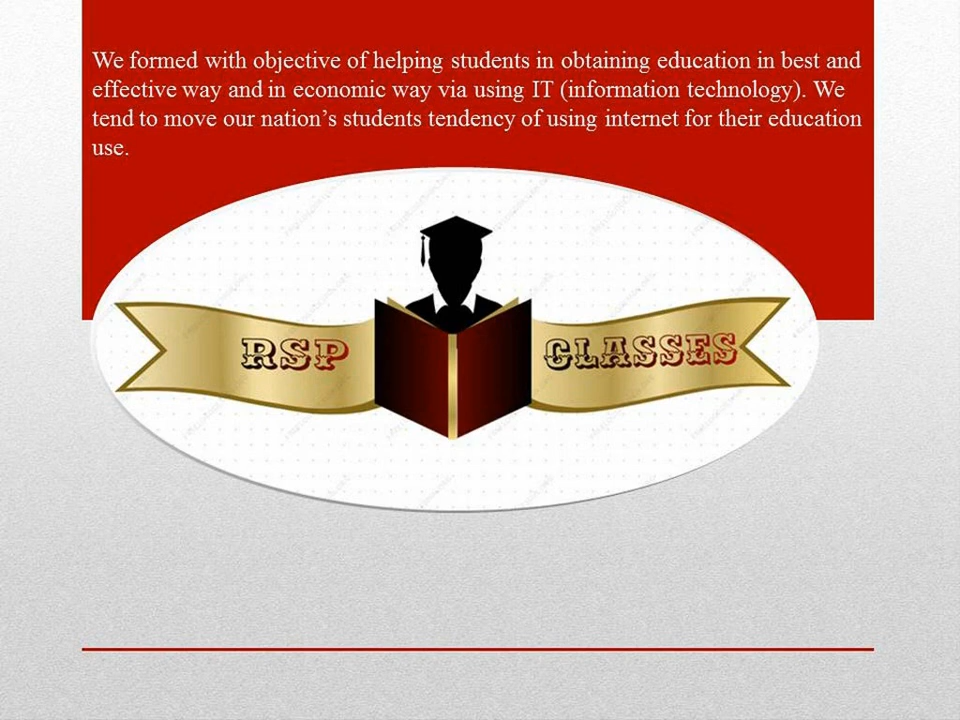 We formed with objective of helping students in obtaining education in best and
effective way and in economic way via using IT (information technology). We
tend to move our nation’s students tendency of using internet for their education
use.
RSP GLASSES